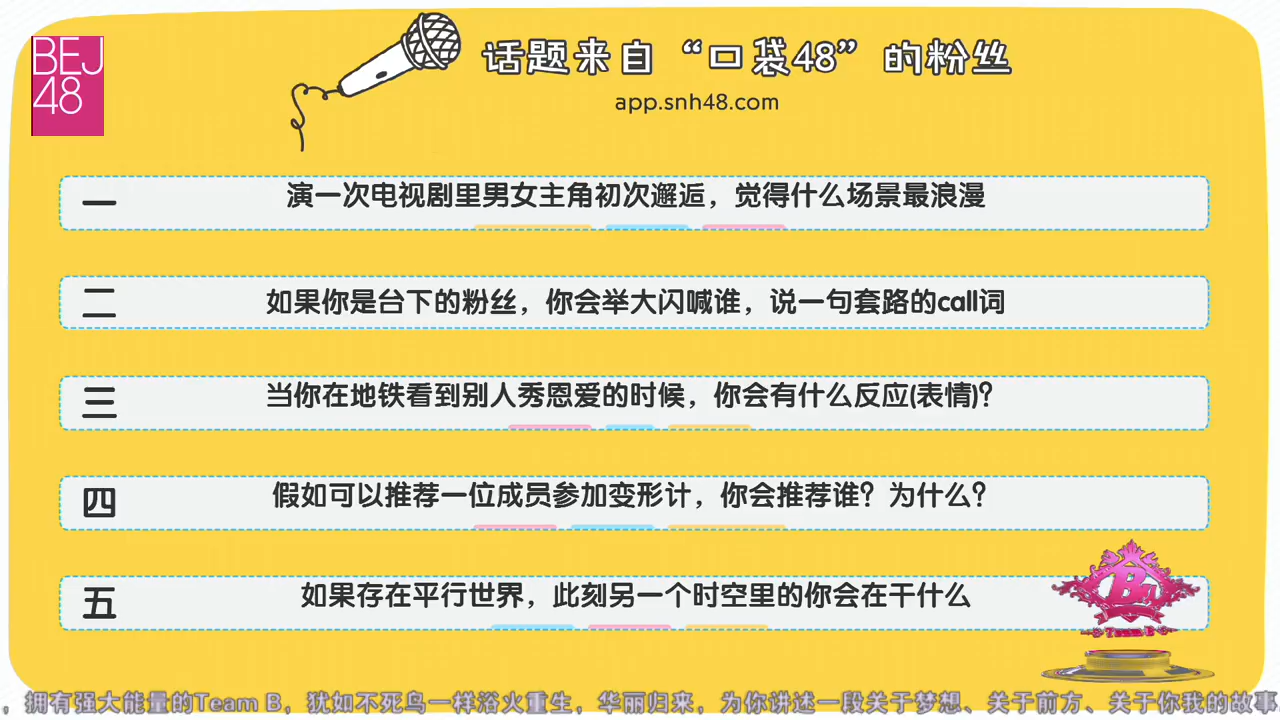 BEJ
48
话题来自“口袋48”的粉丝
app.snh48.com
一 演一次电视剧里男女主角初次邂逅，觉得什么场景最浪漫
二 如果你是台下的粉丝，你会举大闪喊谁，说一句套路的call词
三 当你在地铁看到别人秀恩爱的时候，你会有什么反应(表情)?
四 假如可以推荐一位成员参加变形计，你会推荐谁？为什么？
五 如果存在平行世界，此刻另一个时空里的你会在干什么
B
Team B
，拥有强大能量的Team B，犹如不死鸟一样浴火重生，华丽归来，为你讲述一段关于梦想、关于前方、关于你我的故事